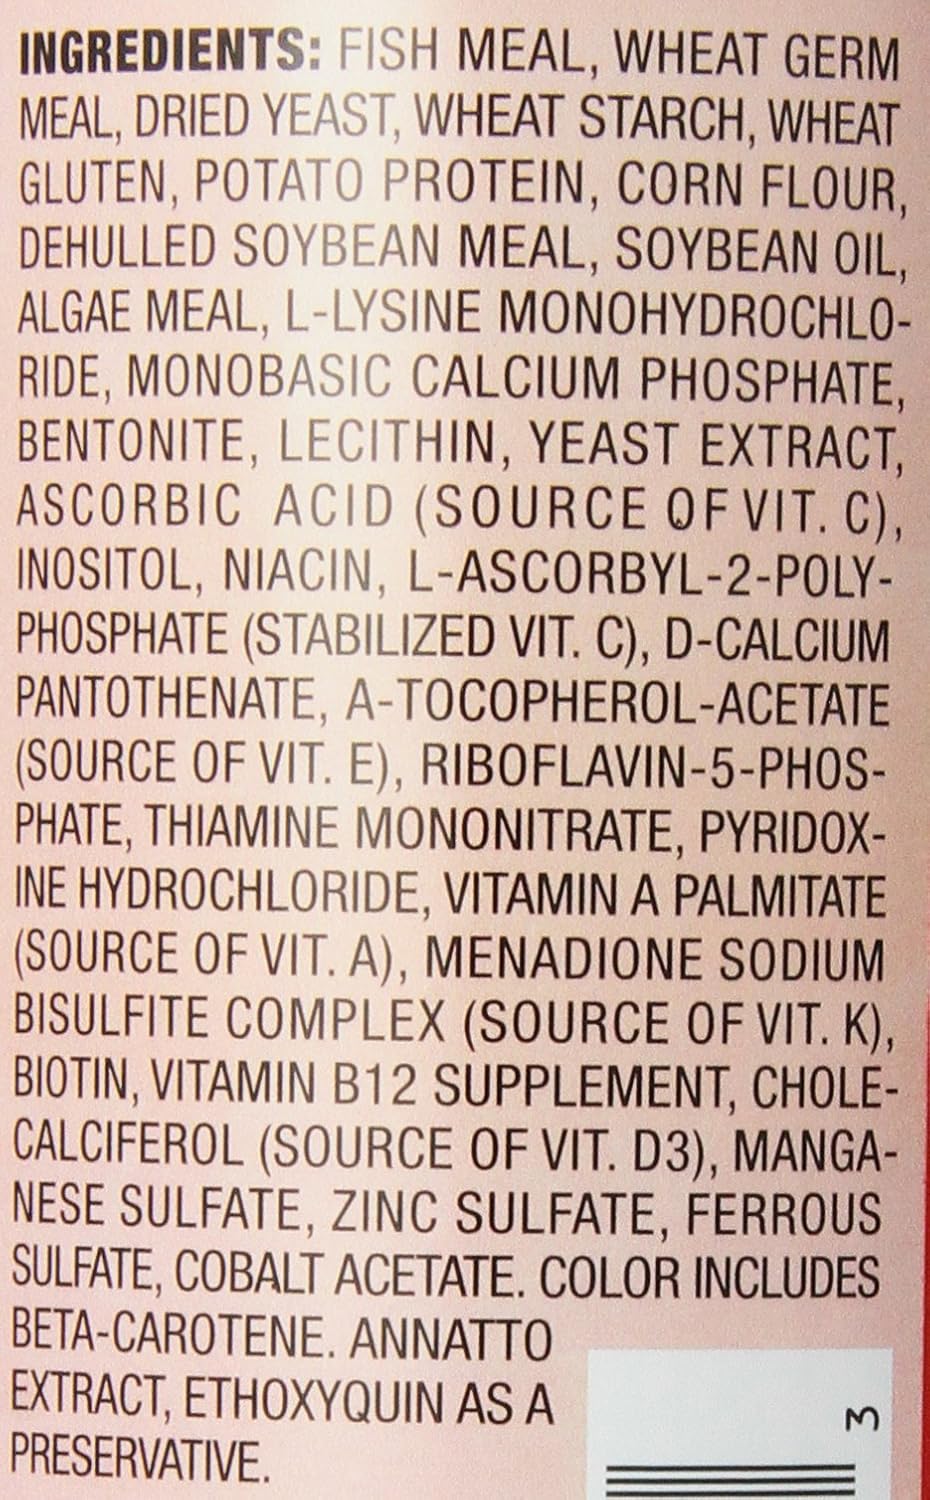 INGREDIENTS: FISH MEAL, WHEAT GERM
MEAL, DRIED YEAST, WHEAT STARCH, WHEAT
GLUTEN, POTATO PROTEIN, CORN FLOUR,
DEHULLED SOYBEAN MEAL, SOYBEAN OIL,
ALGAE MEAL, L-LYSINE MONOHYDROCHLO-
RIDE, MONOBASIC CALCIUM PHOSPHATE,
BENTONITE, LECITHIN, YEAST EXTRACT,
ASCORBIC ACID (SOURCE OF VIT. C),
INOSITOL, NIACIN, L-ASCORBYL-2-POLY-
PHOSPHATE (STABILIZED VIT. C), D-CALCIUM
PANTOTHENATE, A-TOCOPHEROL-ACETATE
(SOURCE OF VIT. E), RIBOFLAVIN-5-PHOS-
PHATE, THIAMINE MONONITRATE, PYRIDOX-
INE HYDROCHLORIDE, VITAMIN A PALMITATE
(SOURCE OF VIT. A), MENADIONE SODIUM
BISULFITE COMPLEX (SOURCE OF VIT. K),
BIOTIN, VITAMIN B12 SUPPLEMENT, CHOLE-
CALCIFEROL (SOURCE OF VIT. D3), MANGA-
NESE SULFATE, ZINC SULFATE, FERROUS
SULFATE, COBALT ACETATE. COLOR INCLUDES
BETA-CAROTENE. ANNATTO
EXTRACT, ETHOXYQUIN AS A
PRESERVATIVE.
3